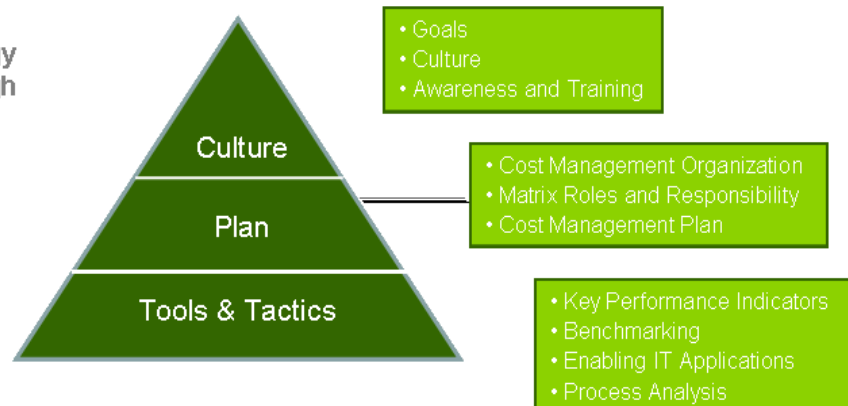 • Goals
• Culture
• Awareness and Training
Culture
• Cost Management Organization
• Matrix Roles and Responsibility
• Cost Management Plan
Plan
Tools & Tactics
• Key Performance Indicators
• Benchmarking
• Enabling IT Applications
• Process Analysis